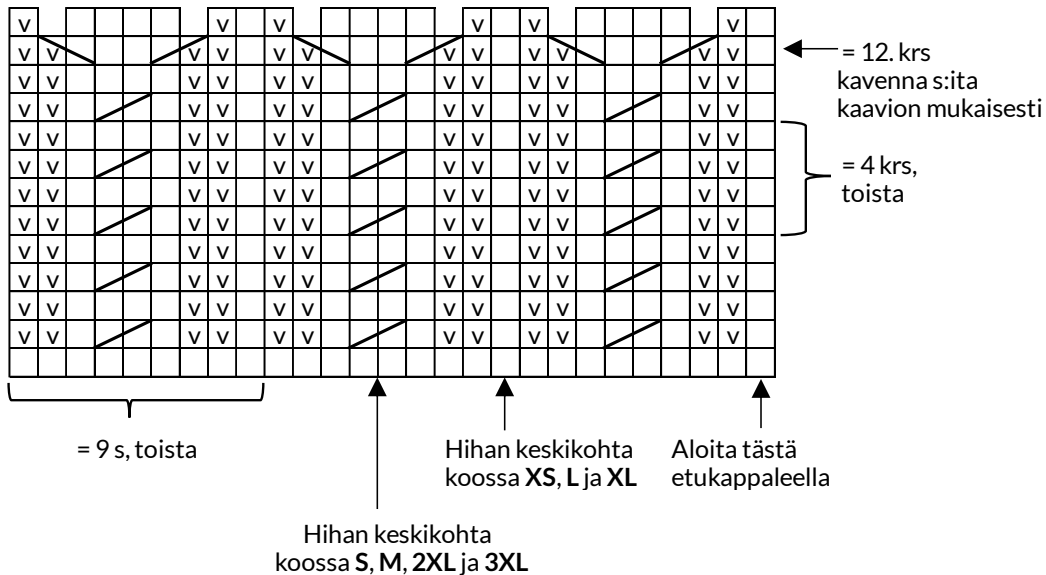 v v v v v v
v v v v v v v v v v v v
v v v v v v v v v v v v
v v v v v v v v v v v v
v v v v v v v v v v v v
v v v v v v v v v v v v
v v v v v v v v v v v v
v v v v v v v v v v v v
v v v v v v v v v v v v
v v v v v v v v v v v v
v v v v v v v v v v v v
v v v v v v v v v v v v
= 12. krs
kavenna s:ita
kaavion mukaisesti
= 4 krs,
toista
= 9 s, toista
Hihan keskikohta
koossa XS, L ja XL
Aloita tästä
etukappaleella
Hihan keskikohta
koossa S, M, 2XL ja 3XL